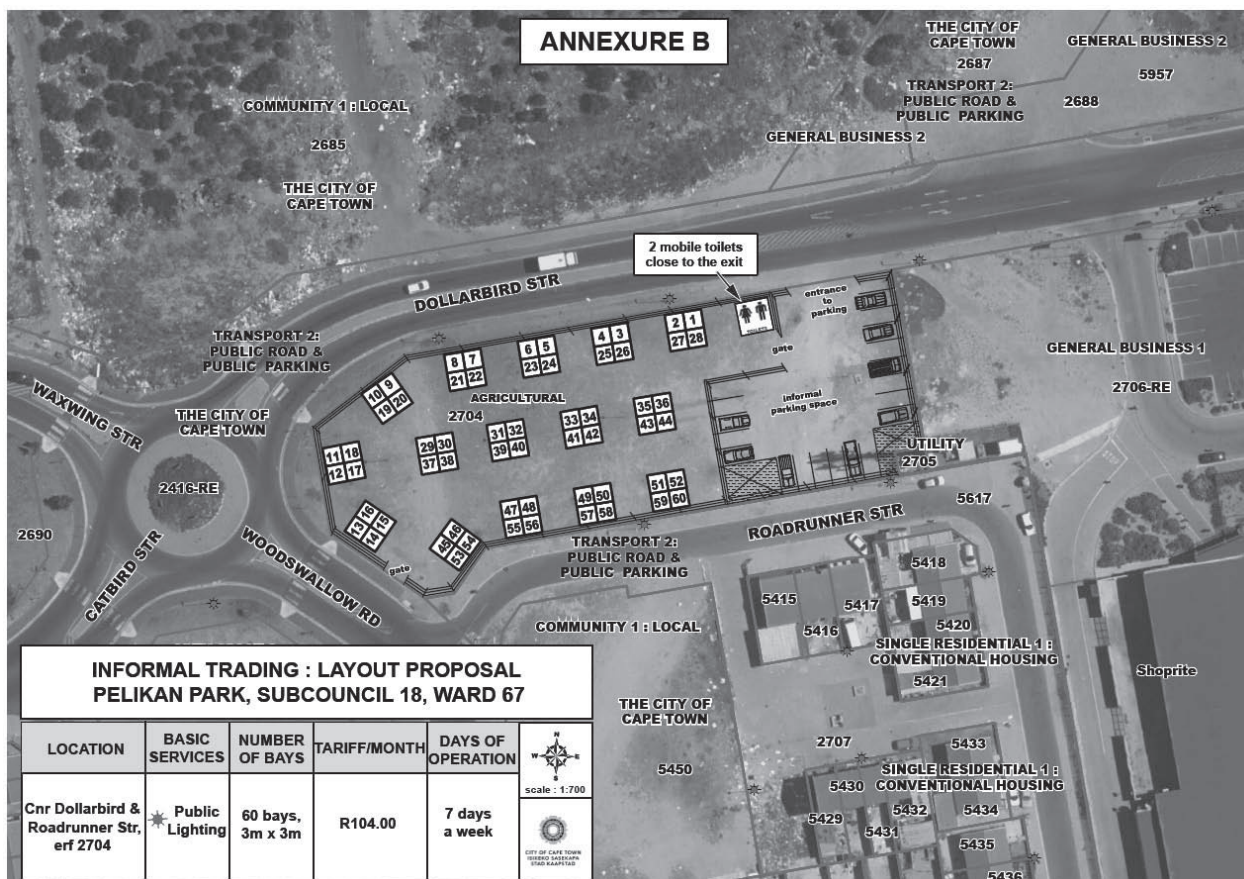 ANNEXURE B
THE CITY OF
CAPE TOWN
2687
GENERAL BUSINESS 2
5957
TRANSPORT 2:
PUBLIC ROAD &
PUBLIC PARKING
2688
GENERAL BUSINESS 2
COMMUNITY 1 : LOCAL
2685
THE CITY OF
CAPE TOWN
2 mobile toilets
close to the exit
DOLLARBIRD STR
TOILETS
entrance
to
parking
gate
informal
parking space
TRANSPORT 2:
PUBLIC ROAD &
PUBLIC PARKING
GENERAL BUSINESS 1
2706-RE
WAXWING STR
THE CITY OF
CAPE TOWN
2416-RE
2690
CATBIRD STR
WOODSWALLOW RD
AGRICULTURAL
2704
2 1
27 28
4 3
25 26
6 5
23 24
8 7
21 22
10 9
19 20
11 18
12 17
13 16
14 15
29 30
37 38
31 32
39 40
33 34
41 42
35 36
43 44
45 46
53 54
47 48
55 56
49 50
57 58
51 52
59 60
gate
UTILITY
2705
STOP
5617
ROADRUNNER STR
TRANSPORT 2:
PUBLIC ROAD &
PUBLIC PARKING
COMMUNITY 1 : LOCAL
5415
5416
5417
5418
5419
5420
SINGLE RESIDENTIAL 1 :
CONVENTIONAL HOUSING
5421
Shoprite
THE CITY OF
CAPE TOWN
5450
2707
5433
SINGLE RESIDENTIAL 1 :
CONVENTIONAL HOUSING
5430
5432
5434
5429
5431
5435
5436
INFORMAL TRADING : LAYOUT PROPOSAL
PELIKAN PARK, SUBCOUNCIL 18, WARD 67
LOCATION
BASIC
SERVICES
NUMBER
OF BAYS
TARIFF/MONTH
DAYS OF
OPERATION
Cnr Dollarbird &
Roadrunner Str,
erf 2704
Public
Lighting
60 bays,
3m x 3m
R104.00
7 days
a week
N
W E
S
scale : 1:700
CITY OF CAPE TOWN
ISIXEKO SASEKAPA
STAD KAAPSTAD